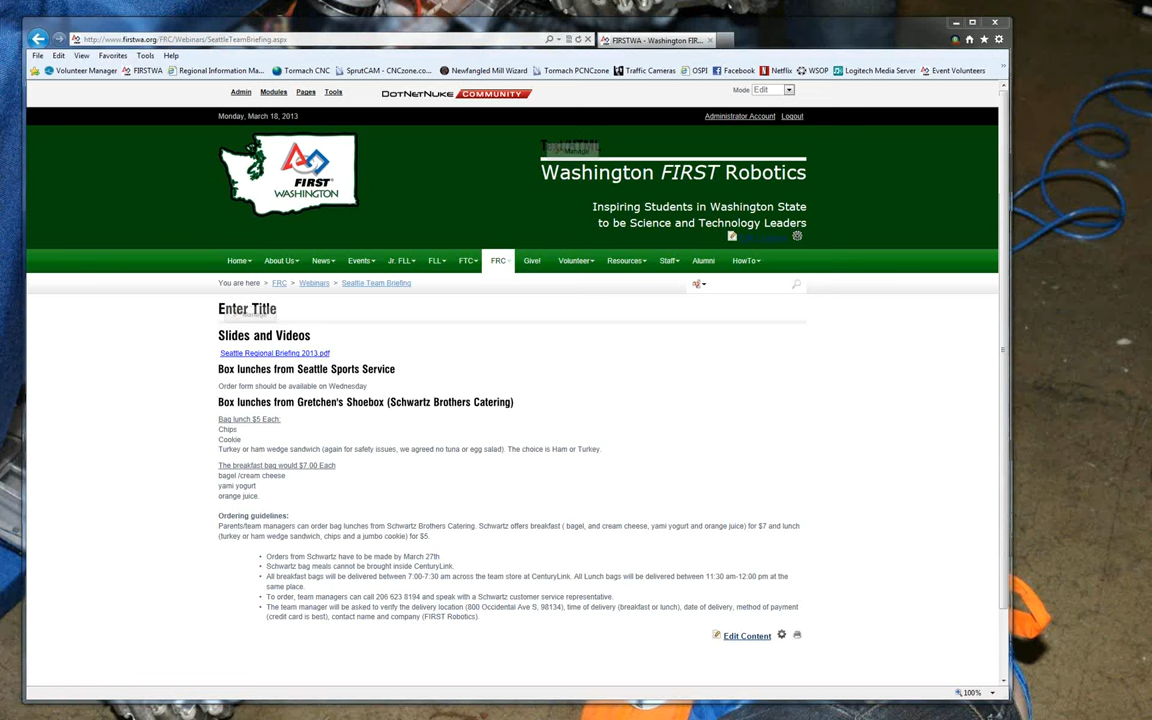 http://www.firstwa.org/FRC/Webinars/SeattleTeamBriefing.aspx
FIRSTWA - Washington FIR...
File Edit View Favorites Tools Help
Volunteer Manager FIRSTWA Regional Information Ma... Tormach CNC SprutCAM - CNCzone.co... Newfangled Mill Wizard Tormach PCNCzone Traffic Cameras OSPI Facebook Netflix WSOP Logitech Media Server Event Volunteers
Admin Modules Pages Tools DOTNETNUKE COMMUNITY Mode Edit
Monday, March 18, 2013 Administrator Account Logout
FIRST
WASHINGTON
Manage
Washington FIRST Robotics
Inspiring Students in Washington State
to be Science and Technology Leaders
Home About Us News Events Jr. FLL FLL FTC FRC Give! Volunteer Resources Staff Alumni HowTo
You are here > FRC > Webinars > Seattle Team Briefing
Enter Title
Manage
Slides and Videos
Seattle Regional Briefing 2013.pdf
Box lunches from Seattle Sports Service
Order form should be available on Wednesday
Box lunches from Gretchen's Shoebox (Schwartz Brothers Catering)
Bag lunch $5 Each:
Chips
Cookie
Turkey or ham wedge sandwich (again for safety issues, we agreed no tuna or egg salad). The choice is Ham or Turkey.
The breakfast bag would $7.00 Each
bagel /cream cheese
yami yogurt
orange juice.
Ordering guidelines:
Parents/team managers can order bag lunches from Schwartz Brothers Catering. Schwartz offers breakfast ( bagel, and cream cheese, yami yogurt and orange juice) for $7 and lunch
(turkey or ham wedge sandwich, chips and a jumbo cookie) for $5.
• Orders from Schwartz have to be made by March 27th
• Schwartz bag meals cannot be brought inside CenturyLink.
• All breakfast bags will be delivered between 7:00-7:30 am across the team store at CenturyLink. All Lunch bags will be delivered between 11:30 am-12:00 pm at the
same place.
• To order, team managers can call 206 623 8194 and speak with a Schwartz customer service representative.
• The team manager will be asked to verify the delivery location (800 Occidental Ave S, 98134), time of delivery (breakfast or lunch), date of delivery, method of payment
(credit card is best), contact name and company (FIRST Robotics).
Edit Content
100%